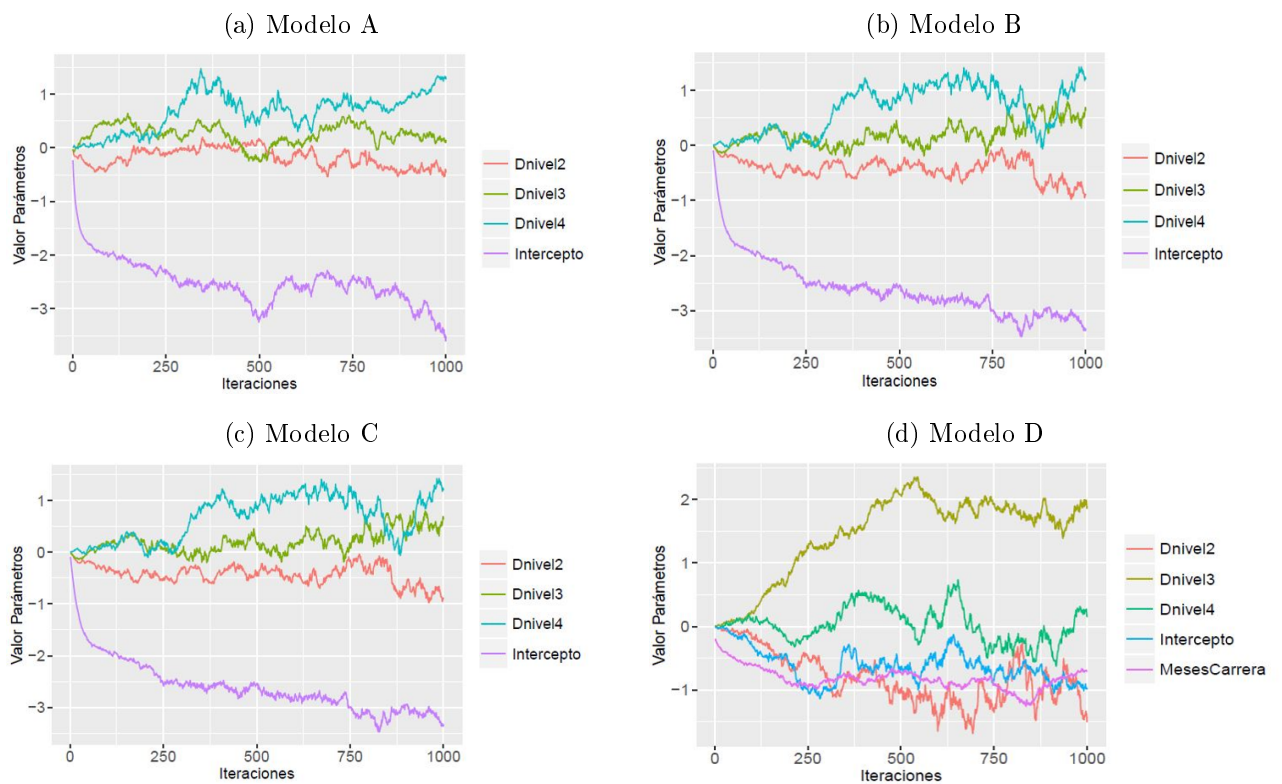 (a) Modelo A
Valor Parámetros
1
0
−1
−2
−3
0 250 500 750 1000
Iteraciones
Dnivel2
Dnivel3
Dnivel4
Intercepto
(b) Modelo B
Valor Parámetros
1
0
−1
−2
−3
0 250 500 750 1000
Iteraciones
Dnivel2
Dnivel3
Dnivel4
Intercepto
(c) Modelo C
Valor Parámetros
1
0
−1
−2
−3
0 250 500 750 1000
Iteraciones
Dnivel2
Dnivel3
Dnivel4
Intercepto
(d) Modelo D
Valor Parámetros
2
1
0
−1
0 250 500 750 1000
Iteraciones
Dnivel2
Dnivel3
Dnivel4
Intercepto
MesesCarrera